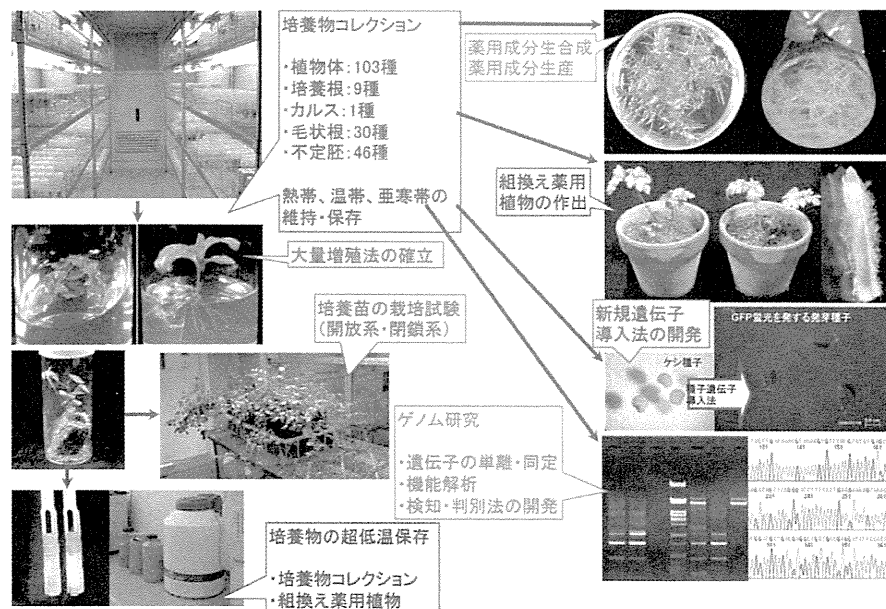 培養物コレクション
・植物体：103種
・培養根：9種
・カルス：1種
・毛状根：30種
・不定胚：46種
熱帯、温帯、亜寒帯の
維持・保存
薬用成分生合成
薬用成分生産
組換え薬用
植物の作出
大量増殖法の確立
培養苗の栽培試験
(開放系・閉鎖系)
新規遺伝子
導入法の開発
GFP蛍光を発する発芽種子
ケシ種子
種子遺伝子
導入法
ゲノム研究
・遺伝子の単離・同定
・機能解析
・検知・判別法の開発
培養物の超低温保存
・培養物コレクション
・組換え薬用植物